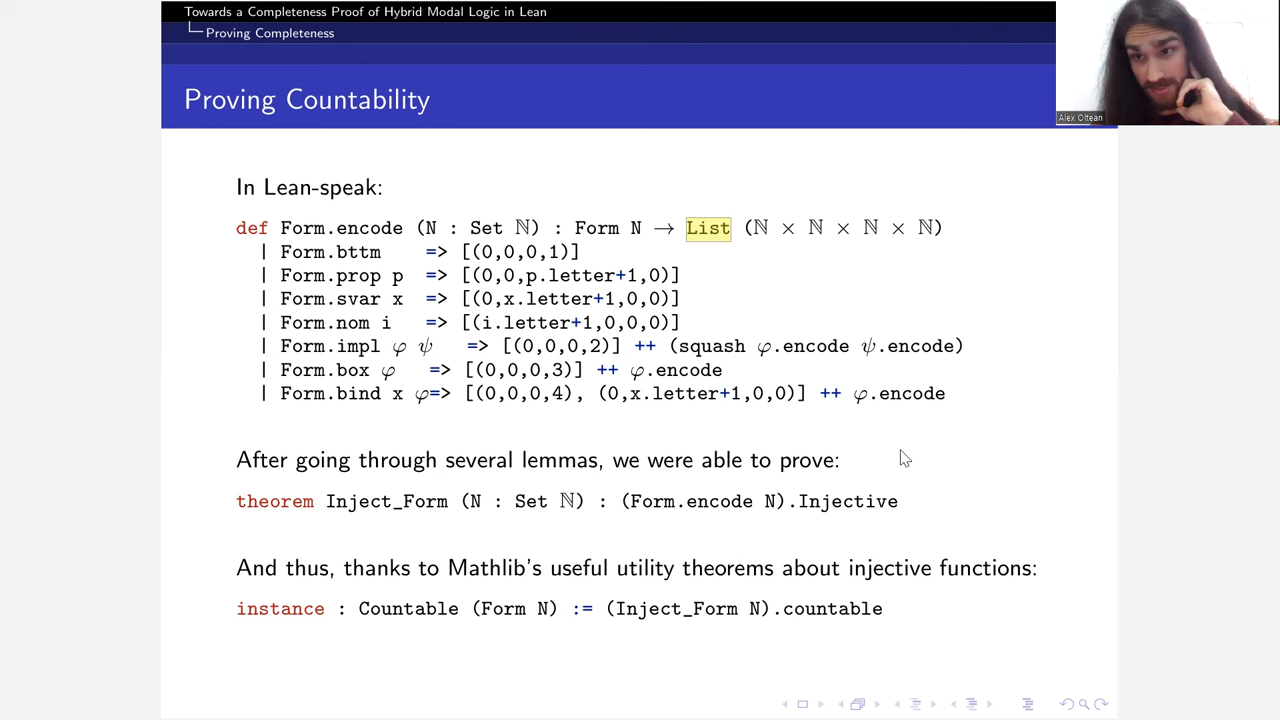 Towards a Completeness Proof of Hybrid Modal Logic in Lean
Proving Completeness
Proving Countability
Alex Oltean
In Lean-speak:
def Form.encode (N : Set ℕ) : Form N → List (ℕ × ℕ × ℕ × ℕ)
| Form.bttm => [(0,0,0,1)]
| Form.prop p => [(0,0,p.letter+1,0)]
| Form.svar x => [(0,x.letter+1,0,0)]
| Form.nom i => [(i.letter+1,0,0,0)]
| Form.impl φ ψ => [(0,0,0,2)] ++ (squash φ.encode ψ.encode)
| Form.box φ => [(0,0,0,3)] ++ φ.encode
| Form.bind x φ=> [(0,0,0,4), (0,x.letter+1,0,0)] ++ φ.encode
After going through several lemmas, we were able to prove:
theorem Inject_Form (N : Set ℕ) : (Form.encode N).Injective
And thus, thanks to Mathlib's useful utility theorems about injective functions:
instance : Countable (Form N) := (Inject_Form N).countable